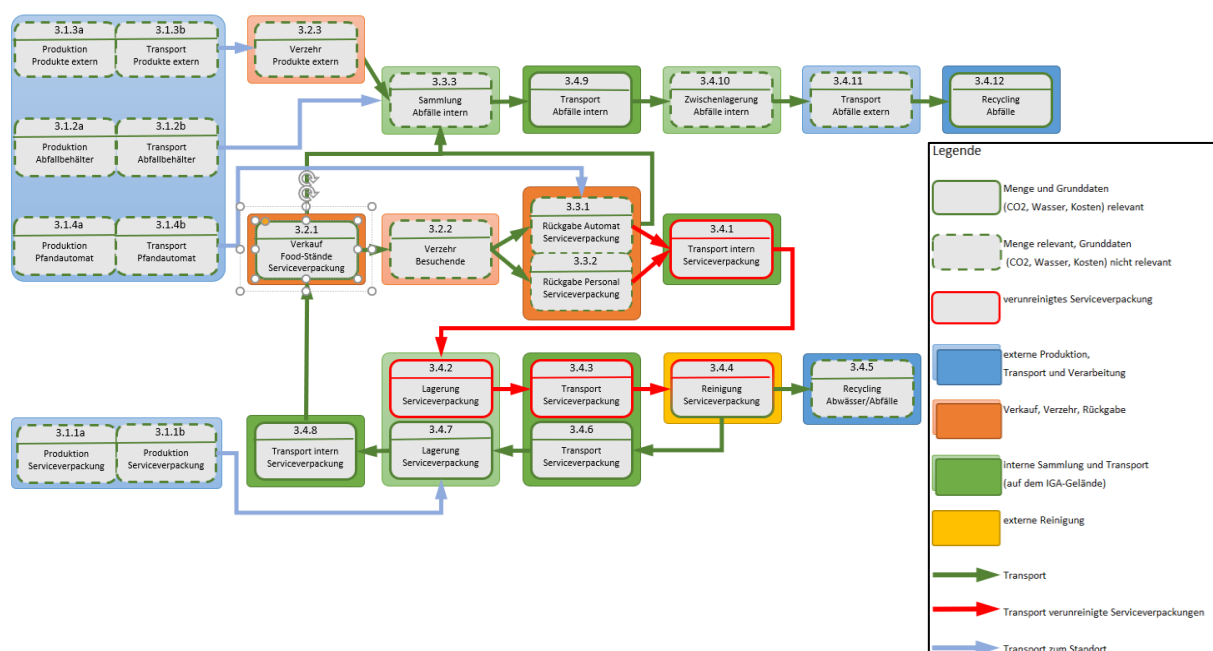 3.1.3a
Produktion
Produkte extern
3.1.3b
Transport
Produkte extern
3.2.3
Verzehr
Produkte extern
3.3.3
Sammlung
Abfälle intern
3.4.9
Transport
Abfälle intern
3.4.10
Zwischenlagerung
Abfälle intern
3.4.11
Transport
Abfälle extern
3.4.12
Recycling
Abfälle
3.1.2a
Produktion
Abfallbehälter
3.1.2b
Transport
Abfallbehälter
3.1.4a
Produktion
Pfandautomat
3.1.4b
Transport
Pfandautomat
3.2.1
Verkauf
Food-Stände
Serviceverpackung
3.2.2
Verzehr
Besuchende
3.3.1
Rückgabe Automat
Serviceverpackung
3.3.2
Rückgabe Personal
Serviceverpackung
3.4.1
Transport intern
Serviceverpackung
3.4.2
Lagerung
Serviceverpackung
3.4.3
Transport
Serviceverpackung
3.4.4
Reinigung
Serviceverpackung
3.4.5
Recycling
Abwässer/Abfälle
3.1.1a
Produktion
Serviceverpackung
3.1.1b
Produktion
Serviceverpackung
3.4.8
Transport intern
Serviceverpackung
3.4.7
Lagerung
Serviceverpackung
3.4.6
Transport
Serviceverpackung
Legende
Menge und Grunddaten
(CO2, Wasser, Kosten) relevant
Menge relevant, Grunddaten
(CO2, Wasser, Kosten) nicht relevant
verunreinigtes Serviceverpackung
externe Produktion,
Transport und Verarbeitung
Verkauf, Verzehr, Rückgabe
interne Sammlung und Transport
(auf dem IGA-Gelände)
externe Reinigung
Transport
Transport verunreinigte Serviceverpackungen
Transport zum Standort